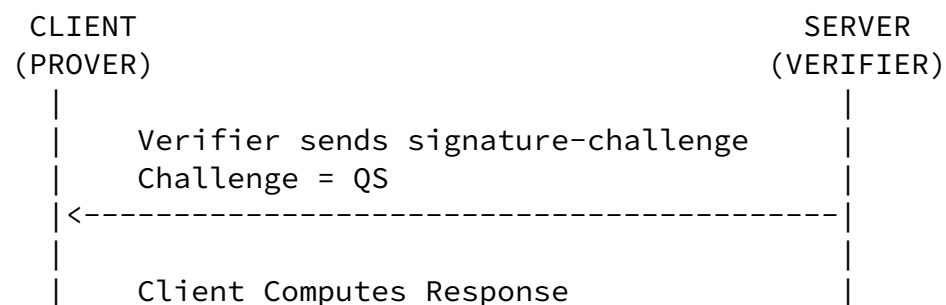 CLIENT                                     SERVER
(PROVER)                                 (VERIFIER)
  |                                          |
  |    Verifier sends signature-challenge    |
  |    Challenge = QS                        |
  |<-----------------------------------------|
  |                                          |
  |    Client Computes Response              |